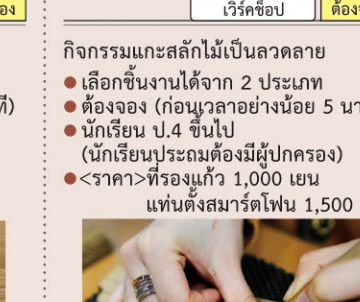 อง
เวิร์คช็อป
ต้อง
กิจกรรมแกะสลักไม้เป็นลวดลาย
● เลือกชิ้นงานได้จาก 2 ประเภท
ที)
● ต้องจอง (ก่อนเวลาอย่างน้อย 5 นา
● นักเรียน ป.4 ขึ้นไป
(นักเรียนประถมต้องมีผู้ปกครอง)
● <ราคา>ที่รองแก้ว 1,000 เยน
แท่นตั้งสมาร์ตโฟน 1,500